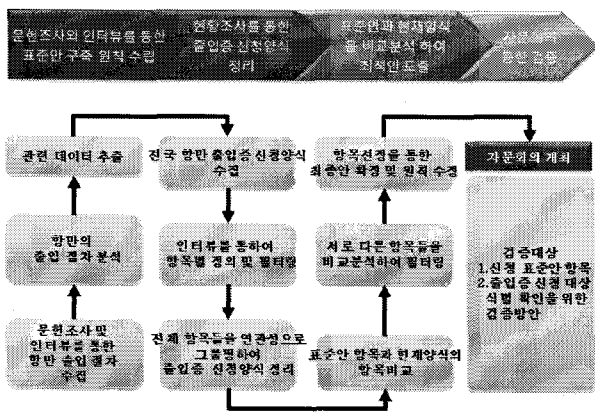 문헌조사와 인터뷰를 통한
표준안 구축 원칙 수립
현황조사를 통한
출입증 신청양식
정리
표준안과 현재양식
을 비교분석 하여
최적안 표출
자문회의
통한 검증
관련 데이터 추출
항만의
출입 절차 분석
문헌조사 및
인터뷰를 통한
항만 출입 절차
수집
전국 항만 출입증 신청양식
수집
인터뷰를 통하여
항목별 정의 및 필터링
전체 항목들을 연관성으로
그룹별하여
출입증 신청양식 정리
항목선정을 통한
최종안 확정 및 원칙 수정
서로 다른 항목들을
비교분석하여 필터링
표준안 항목과 현재양식의
항목비교
자문회의 개최
검증대상
1.신청 표준안 항목
2.출입증 신청 대상
식별 확인을 위한
검증방안